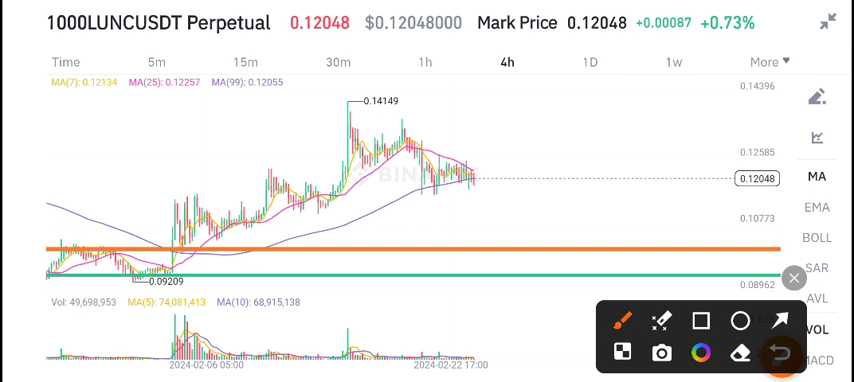 1000LUNCUSDT Perpetual 0.12048 $0.12048000 Mark Price 0.12048 +0.00087 +0.73%
Time 5m 15m 30m 1h 4h 1D 1w More
MA(7): 0.12134 MA(25): 0.12257 MA(99): 0.12055
0.14396
0.14149
0.12585
BINANCE
0.12048
MA
EMA
0.10773
BOLL
SAR
0.09209
0.08962
AVL
Vol: 49,698,953 MA(5): 74,081,413 MA(10): 68,915,138
VOL
MACD
2024-02-06 05:00 2024-02-22 17:00